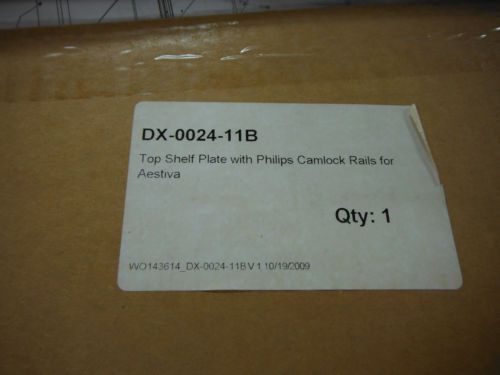 DX-0024-11B
Top Shelf Plate with Philips Camlock Rails for
Aestiva
Qty: 1
WO143614_DX-0024-11B V 1 10/19/2009